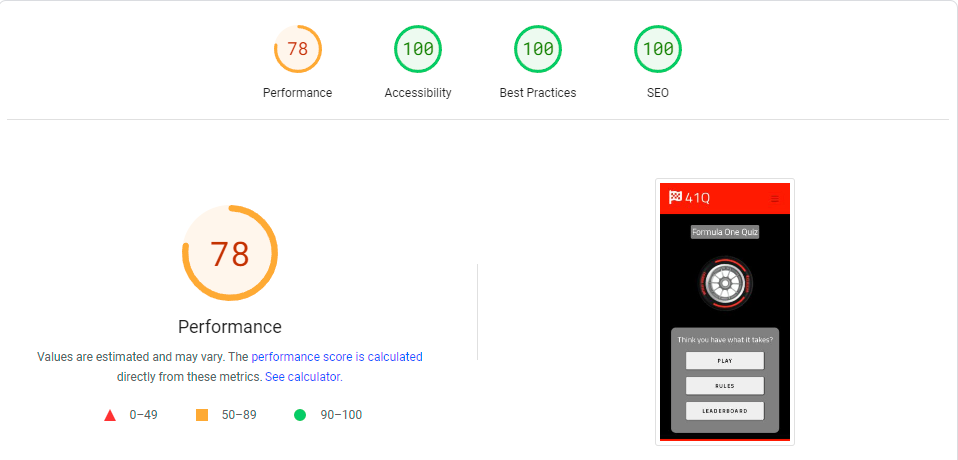 78 100 100 100
Performance Accessibility Best Practices SEO
78
Performance
Values are estimated and may vary. The performance score is calculated
directly from these metrics. See calculator.
0–49 50–89 90–100
41Q
Formula One Quiz
Think you have what it takes?
PLAY
RULES
LEADERBOARD